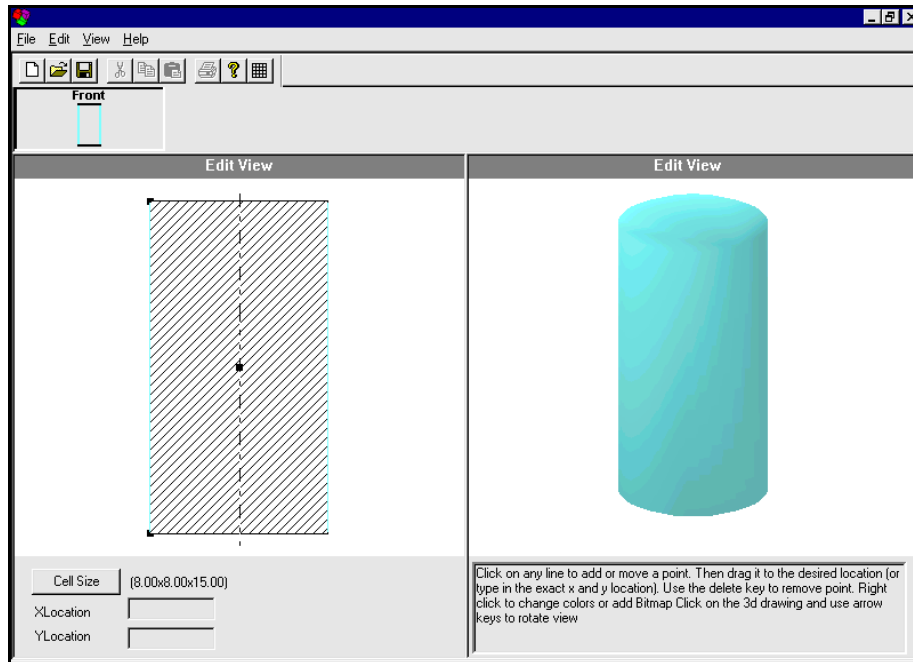 File Edit View Help
Front
Edit View
Edit View
Cell Size (8.00x8.00x15.00)
XLocation
YLocation
Click on any line to add or move a point. Then drag it to the desired location (or
type in the exact x and y location). Use the delete key to remove point. Right
click to change colors or add Bitmap Click on the 3d drawing and use arrow
keys to rotate view